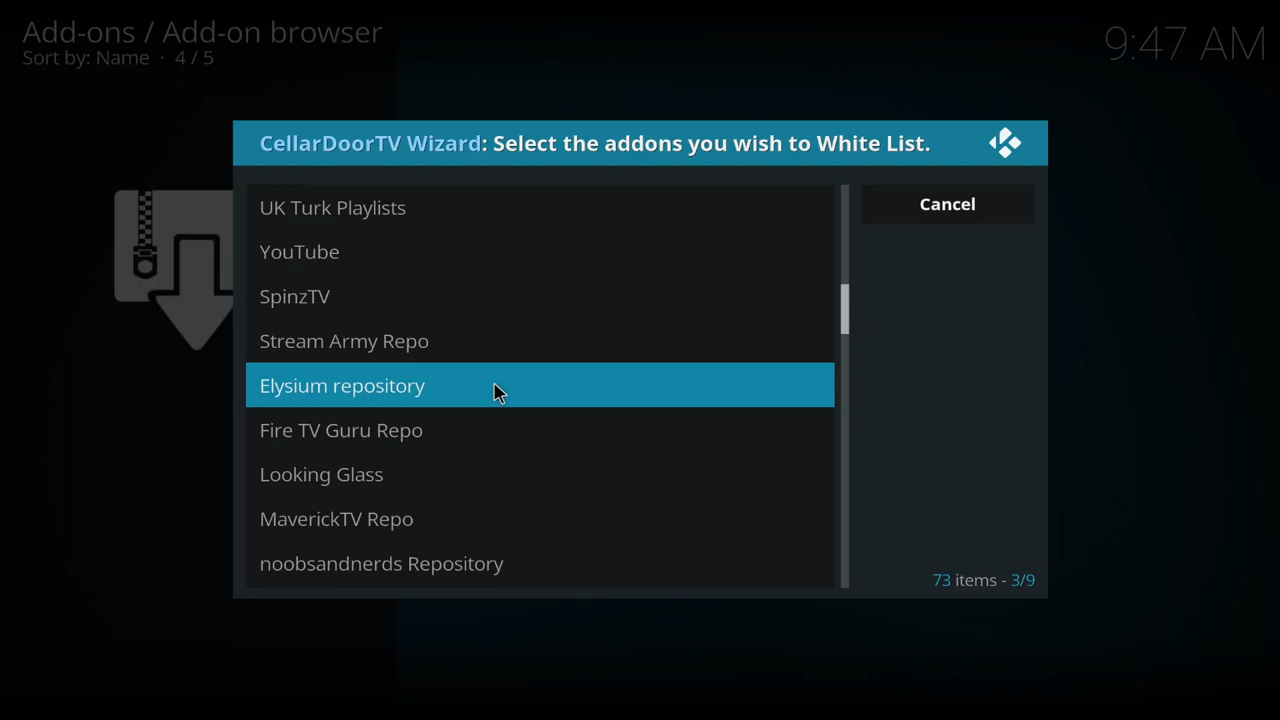 Add-ons / Add-on browser
Sort by: Name · 4 / 5
9:47 AM
CellarDoorTV Wizard: Select the addons you wish to White List.
UK Turk Playlists
YouTube
SpinzTV
Stream Army Repo
Elysium repository
Fire TV Guru Repo
Looking Glass
MaverickTV Repo
noobsandnerds Repository
Cancel
73 items - 3/9